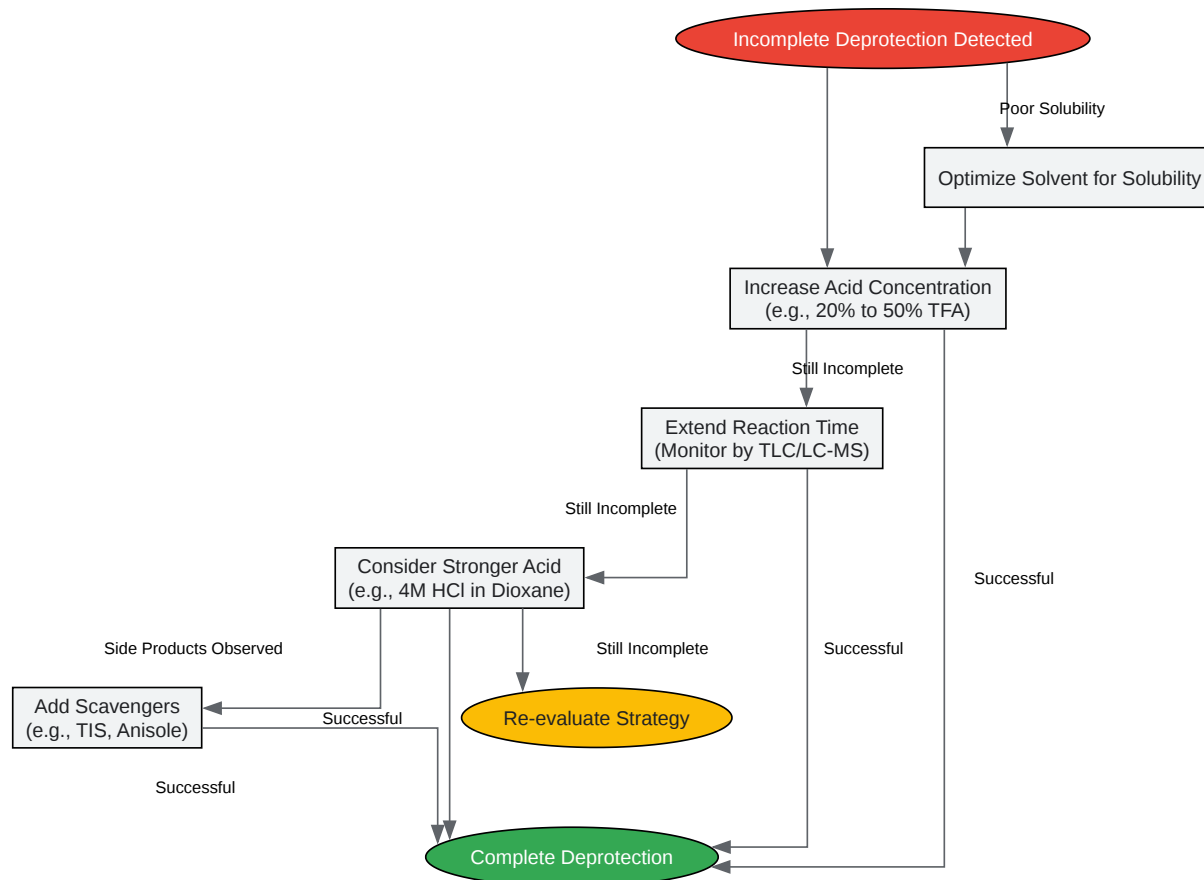 Incomplete Deprotection Detected
Poor Solubility
Optimize Solvent for Solubility
Increase Acid Concentration
(e.g., 20% to 50% TFA)
Still Incomplete
Extend Reaction Time
(Monitor by TLC/LC-MS)
Still Incomplete
Consider Stronger Acid
(e.g., 4M HCl in Dioxane)
Successful
Side Products Observed
Still Incomplete
Successful
Add Scavengers
(e.g., TIS, Anisole)
Successful
Re-evaluate Strategy
Successful
Complete Deprotection